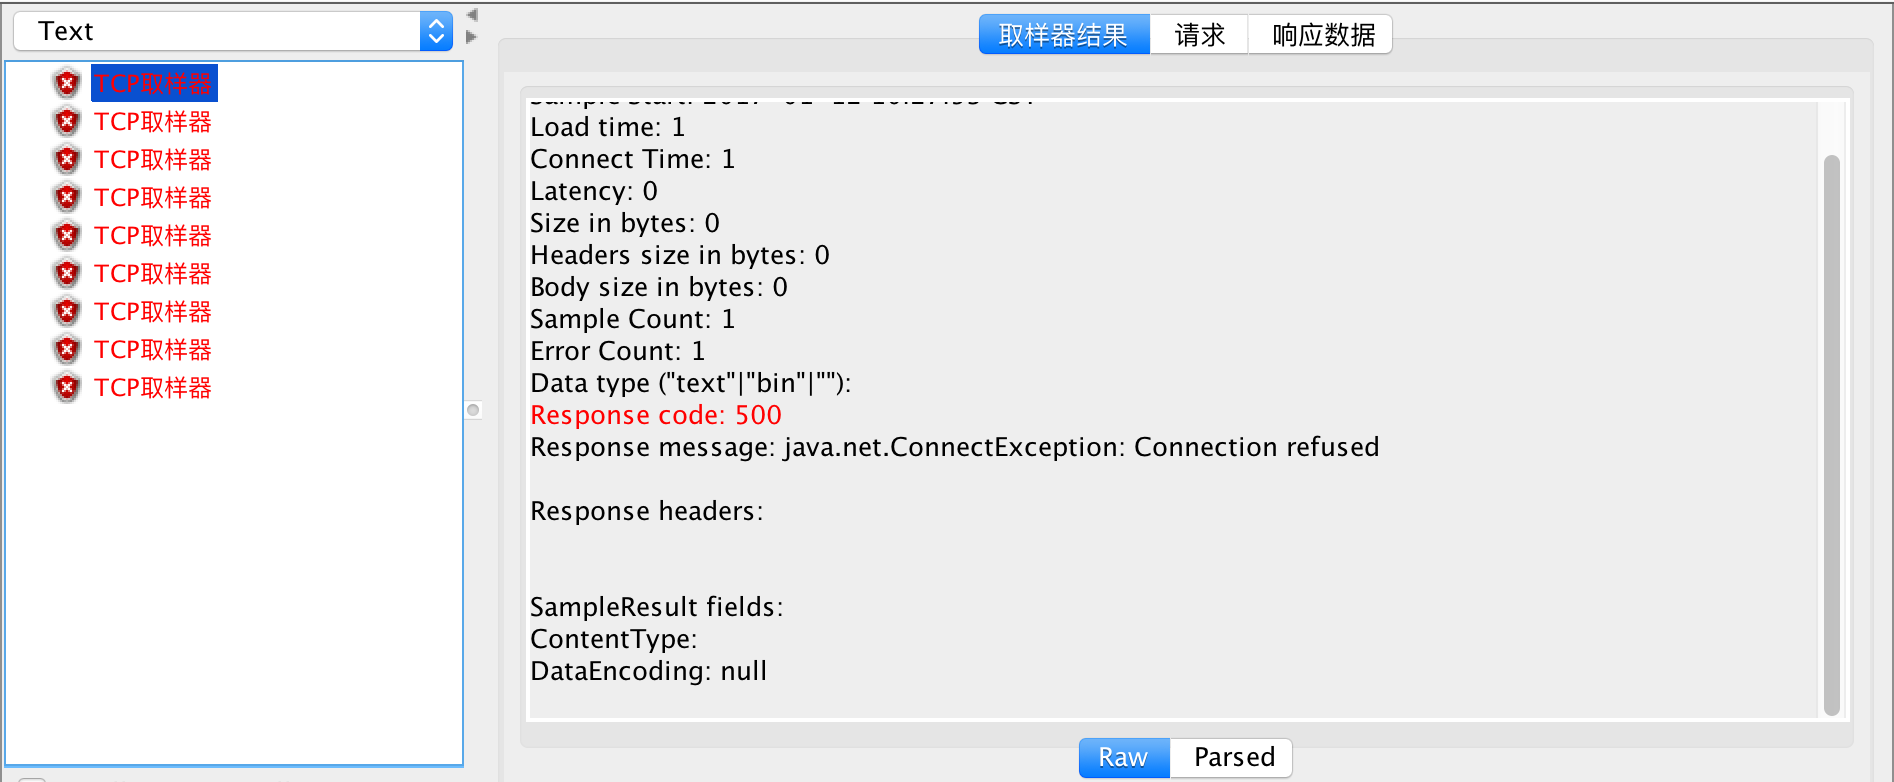 Text
TCP取样器
TCP取样器
TCP取样器
TCP取样器
TCP取样器
TCP取样器
TCP取样器
TCP取样器
TCP取样器
取样器结果
请求
响应数据
Load time: 1
Connect Time: 1
Latency: 0
Size in bytes: 0
Headers size in bytes: 0
Body size in bytes: 0
Sample Count: 1
Error Count: 1
Data type ("text"|"bin"|""):
Response code: 500
Response message: java.net.ConnectException: Connection refused
Response headers:
SampleResult fields:
ContentType:
DataEncoding: null
Raw
Parsed